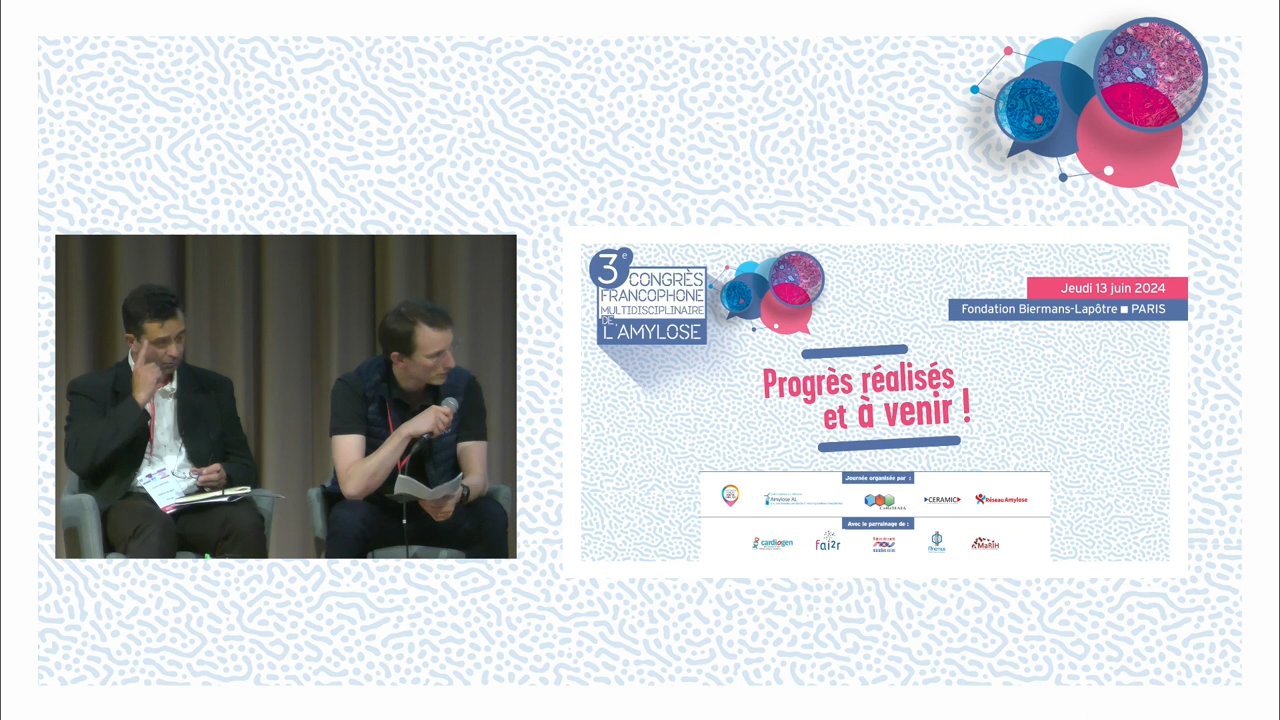 3e
CONGRÈS
FRANCOPHONE
MULTIDISCIPLINAIRE
DE
L'AMYLOSE
Jeudi 13 juin 2024
Fondation Biermans-Lapôtre ■ PARIS
Progrès réalisés
et à venir !
Journée organisée par :
Amylose AL
CERAMIC
Réseau Amylose
Avec le parrainage de :
cardiogen
fai2r
MaRIH